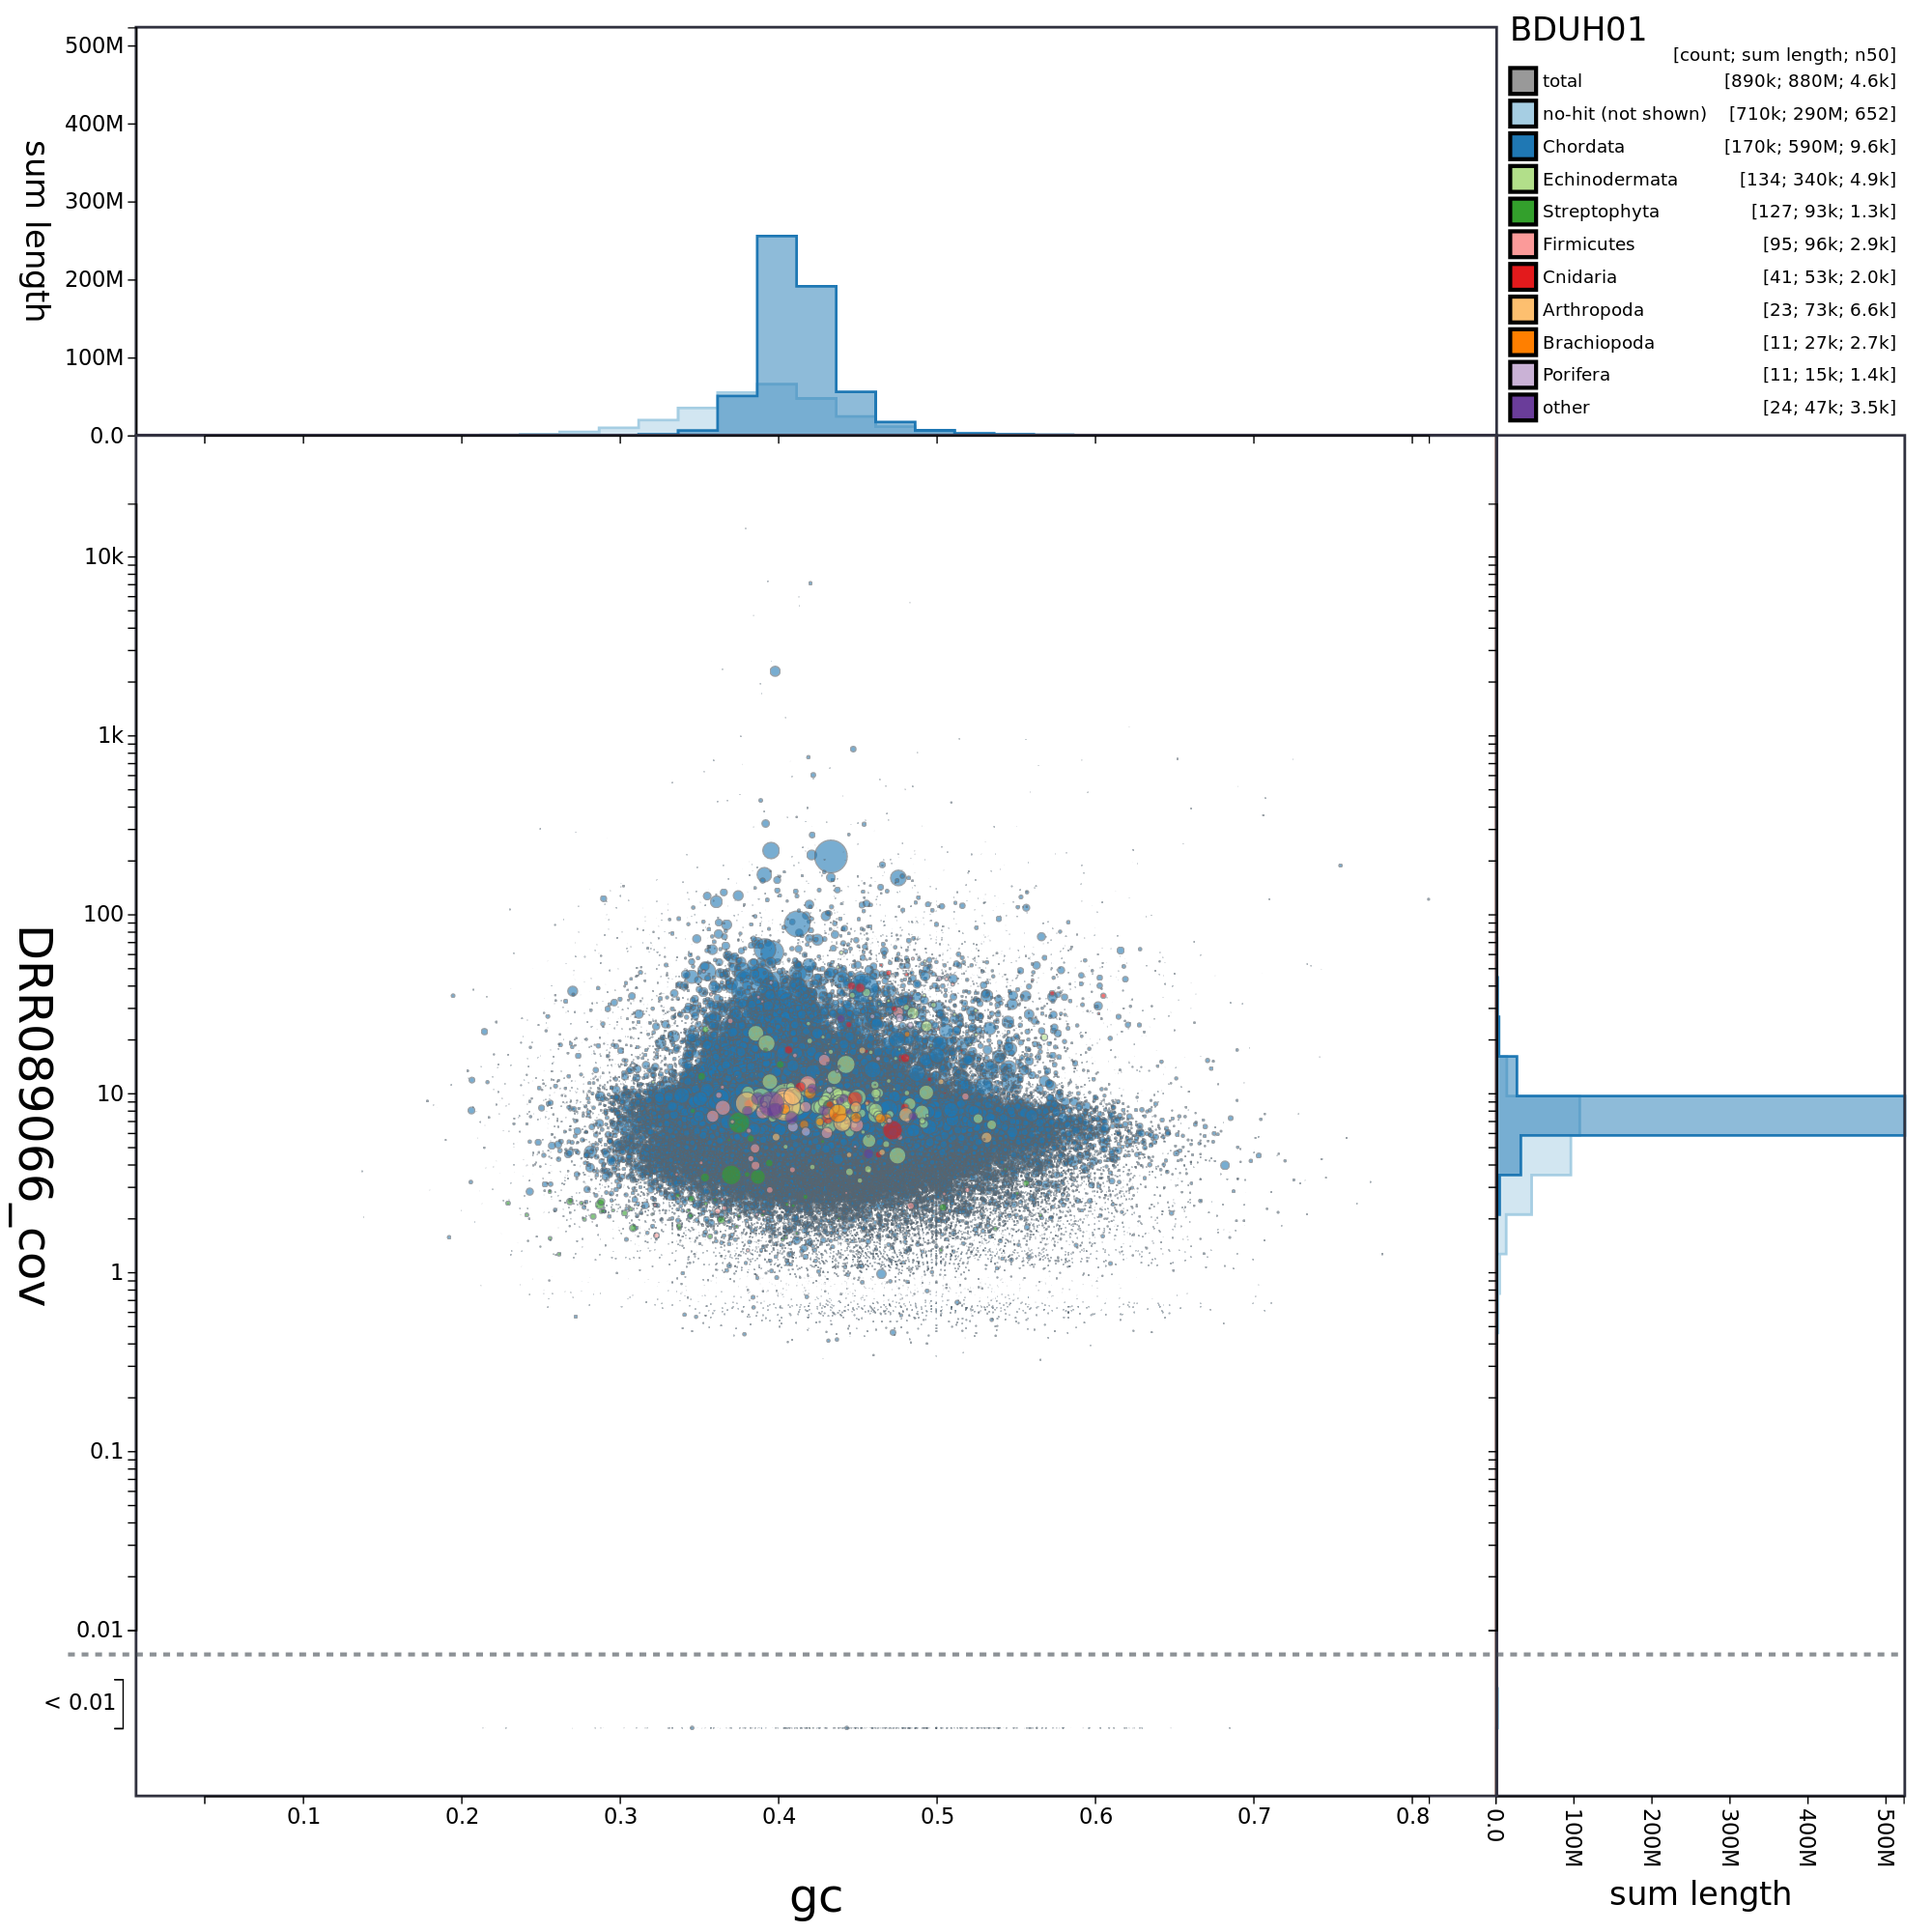 BDUH01
[count; sum length; n50]
total [890k; 880M; 4.6k]
no-hit (not shown) [710k; 290M; 652]
Chordata [170k; 590M; 9.6k]
Echinodermata [134; 340k; 4.9k]
Streptophyta [127; 93k; 1.3k]
Firmicutes [95; 96k; 2.9k]
Cnidaria [41; 53k; 2.0k]
Arthropoda [23; 73k; 6.6k]
Brachiopoda [11; 27k; 2.7k]
Porifera [11; 15k; 1.4k]
other [24; 47k; 3.5k]
sum length
500M
400M
300M
200M
100M
0.0
DRR089066_cov
10k
1k
100
10
1
0.1
0.01
< 0.01
0.1 0.2 0.3 0.4 0.5 0.6 0.7 0.8
gc
0.0 100M 200M 300M 400M 500M
sum length